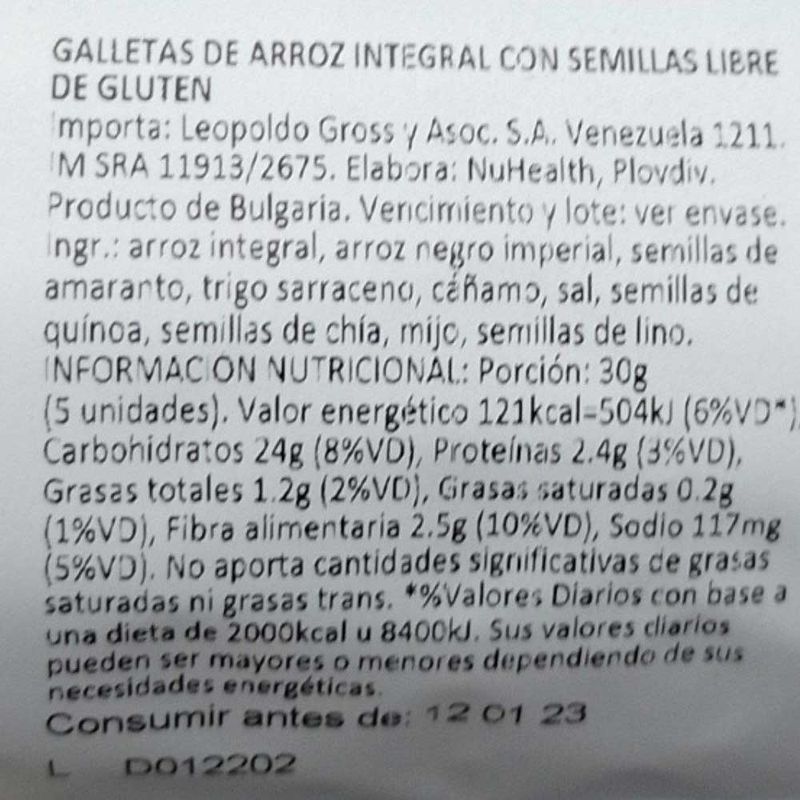 GALLETAS DE ARROZ INTEGRAL CON SEMILLAS LIBRE
DE GLUTEN
Importa: Leopoldo Gross y Asoc. S.A. Venezuela 1211.
IM SRA 11913/2675. Elabora: NuHealth, Plovdiv.
Producto de Bulgaria. Vencimiento y lote: ver envase.
Ingr.: arroz integral, arroz negro imperial, semillas de
amaranto, trigo sarraceno, cáñamo, sal, semillas de
quínoa, semillas de chía, mijo, semillas de lino.
INFORMACION NUTRICIONAL: Porción: 30g
(5 unidades). Valor energético 121kcal=504kJ (6%VD*),
Carbohidratos 24g (8%VD), Proteínas 2.4g (3%VD),
Grasas totales 1.2g (2%VD), Grasas saturadas 0.2g
(1%VD), Fibra alimentaria 2.5g (10%VD), Sodio 117mg
(5%VD). No aporta cantidades significativas de grasas
saturadas ni grasas trans. *%Valores Diarios con base a
una dieta de 2000kcal u 8400kJ. Sus valores diarios
pueden ser mayores o menores dependiendo de sus
necesidades energéticas.
Consumir antes de: 12 01 23
L D012202